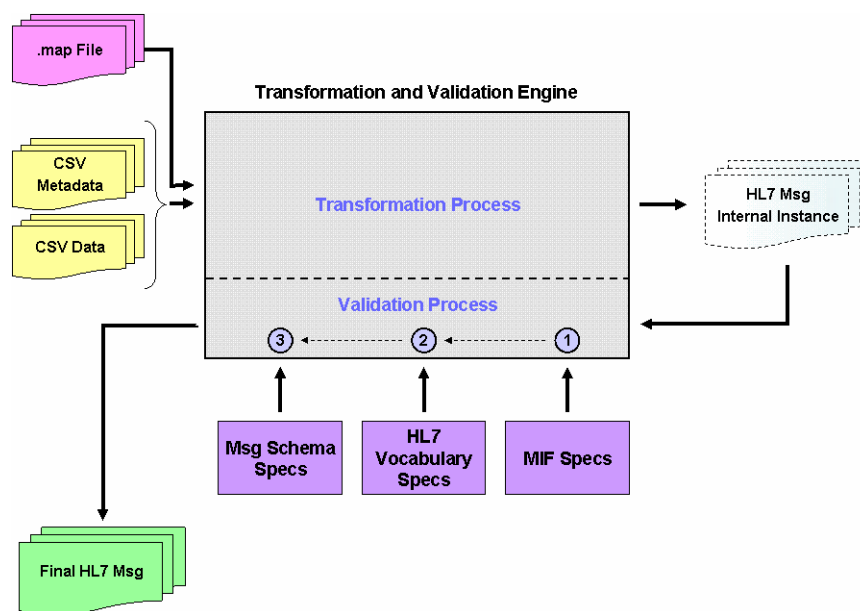 .map File
Transformation and Validation Engine
CSV
Metadata
CSV Data
Transformation Process
HL7 Msg
Internal Instance
Validation Process
3
2
1
Msg Schema
Specs
HL7
Vocabulary
Specs
MIF Specs
Final HL7 Msg